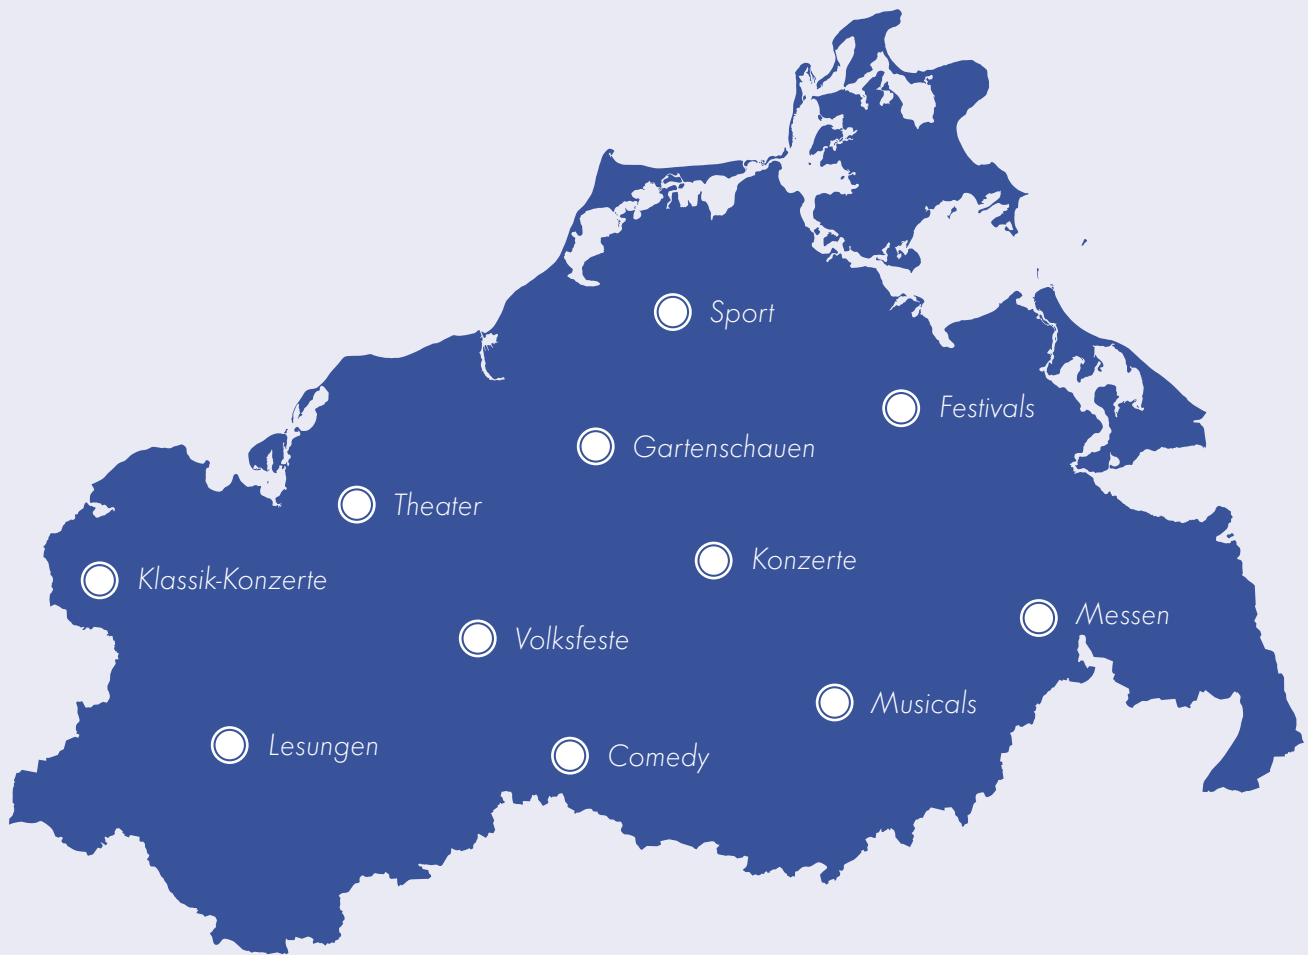 Sport
Festivals
Gartenschauen
Theater
Konzerte
Klassik-Konzerte
Messen
Volksfeste
Musicals
Lesungen
Comedy